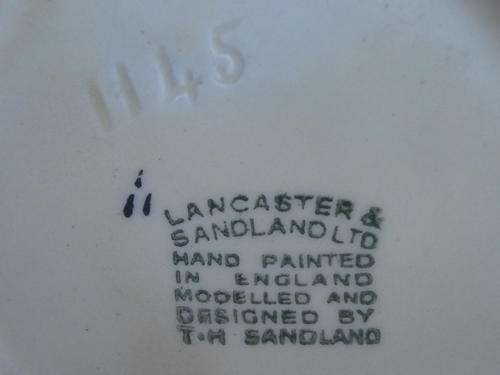 1145
LANCASTER &
SANDLAND LTD
HAND PAINTED
IN ENGLAND
MODELLED AND
DESIGNED BY
T·H SANDLAND